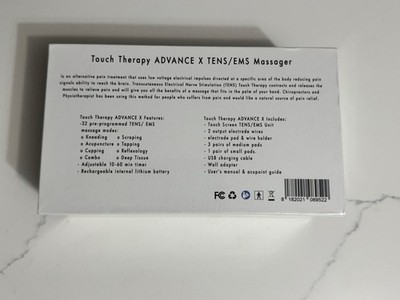 Touch Therapy ADVANCE X TENS/EMS Massager
is an alternative pain treatment that uses low voltage electrical impulses directed at a specific area of the body reducing pain
signals ability to reach the brain. Transcutaneous Electrical Nerve Stimulation (TENS) Touch Therapy contracts and releases the
muscles to relieve pain and will give you all the benefits of a massage that fits in the palm of your hand. Chiropractors and
Physiotherapist has been using this method for people who suffers from pain and would like a natural source of pain relief.
Touch Therapy ADVANCE X Features:
-32 pre-programmed TENS/ EMS
massage modes:
o Kneading o Scraping
o Acupuncture o Tapping
o Cupping o Reflexology
o Combo o Deep Tissue
- Adjustable 10-60 min timer
- Rechargeable internal lithium battery
Touch Therapy ADVANCE X Includes:
- Touch Screen TENS/EMS Unit
- 2 output electrode wires
- electrode pad & wire holder
- 3 pairs of medium pods
- 1 pair of small pods.
- USB charging cable
- Wall adapter
- User's manual & acupoint guide
FC
8 182021 089522